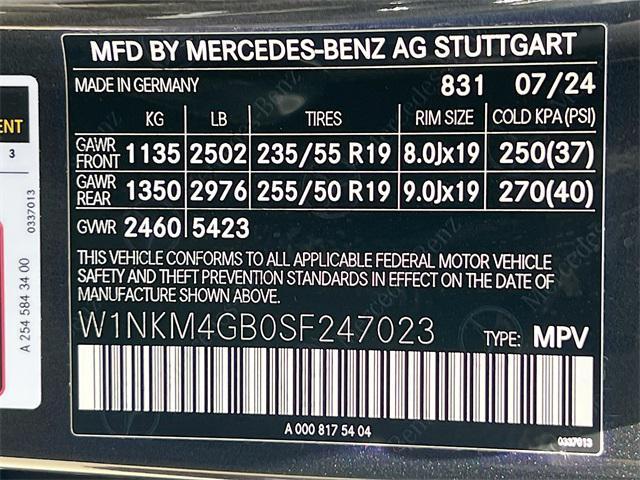 MFD BY MERCEDES-BENZ AG STUTTGART
MADE IN GERMANY 831 07/24
KG LB TIRES RIM SIZE COLD KPA(PSI)
GAWR FRONT 1135 2502 235/55 R19 8.0Jx19 250(37)
GAWR REAR 1350 2976 255/50 R19 9.0Jx19 270(40)
GVWR 2460 5423
THIS VEHICLE CONFORMS TO ALL APPLICABLE FEDERAL MOTOR VEHICLE
SAFETY AND THEFT PREVENTION STANDARDS IN EFFECT ON THE DATE OF
MANUFACTURE SHOWN ABOVE.
W1NKM4GB0SF247023 TYPE: MPV
A 000 817 54 04
0337013
3
0337013
A 254 584 34 00
Mercedes-Benz